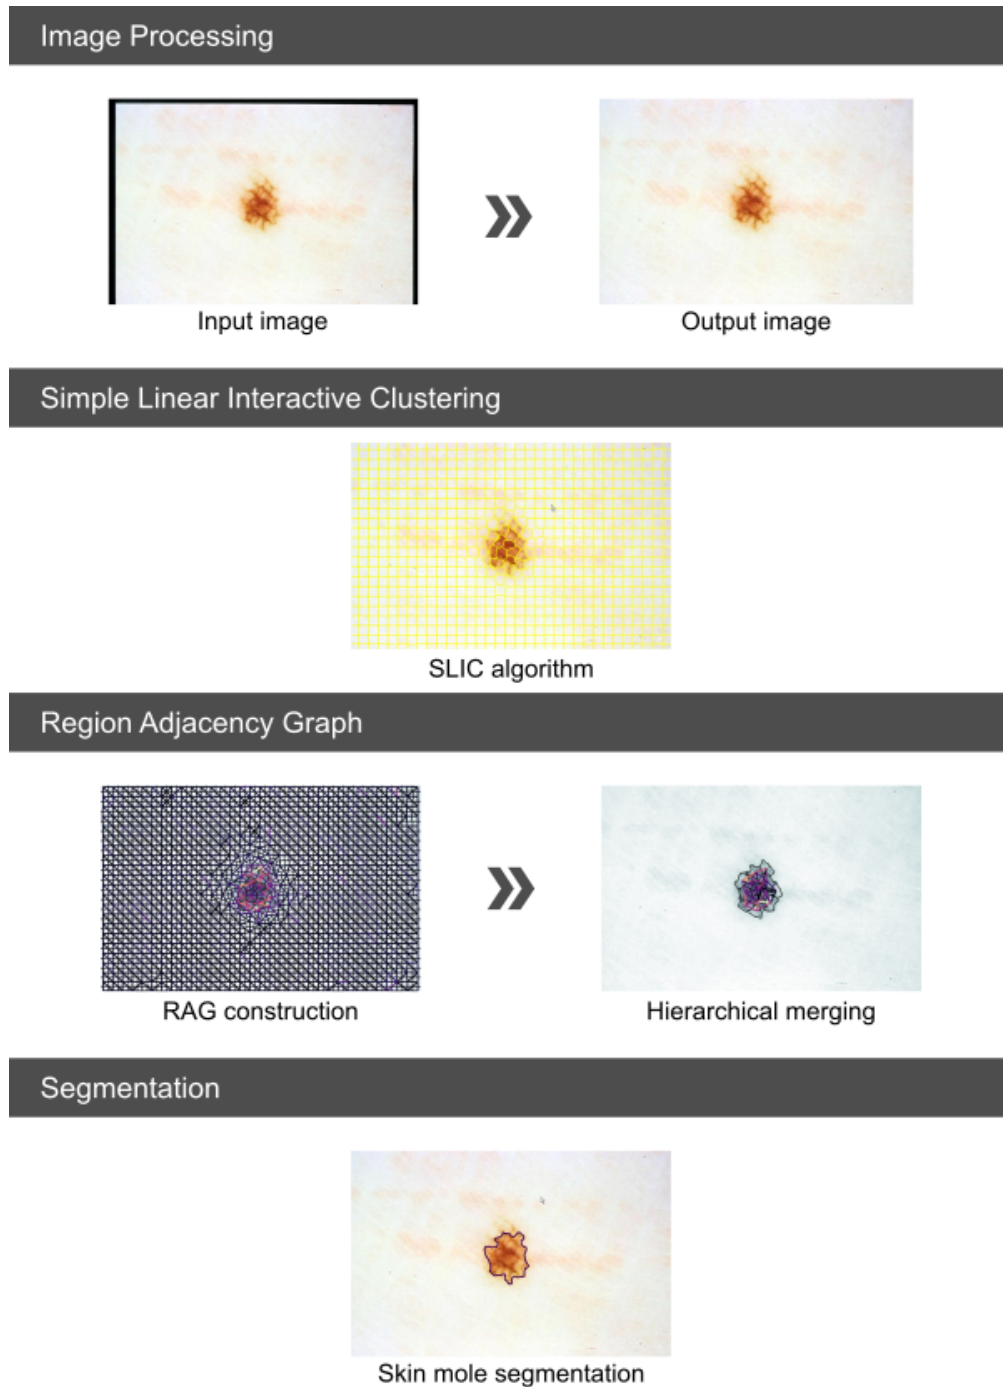 Image Processing
Input image
Output image
Simple Linear Interactive Clustering
SLIC algorithm
Region Adjacency Graph
RAG construction
Hierarchical merging
Segmentation
Skin mole segmentation